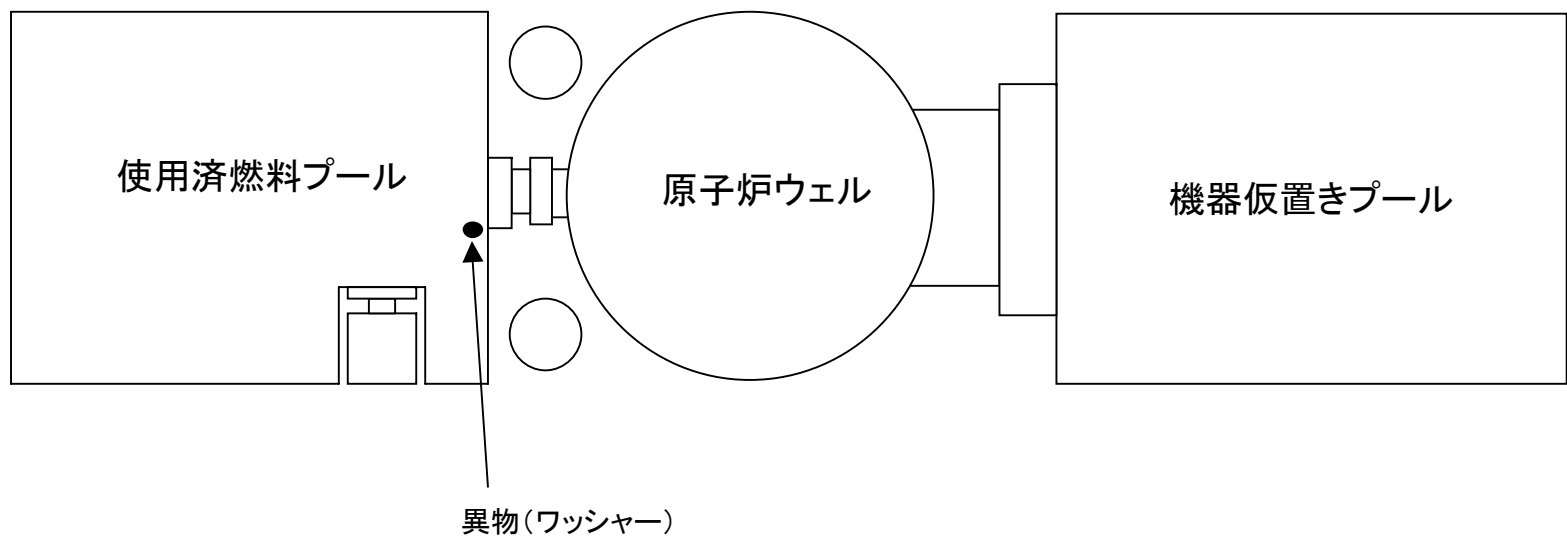 使用済燃料プール
原子炉ウェル
機器仮置きプール
異物（ワッシャー）